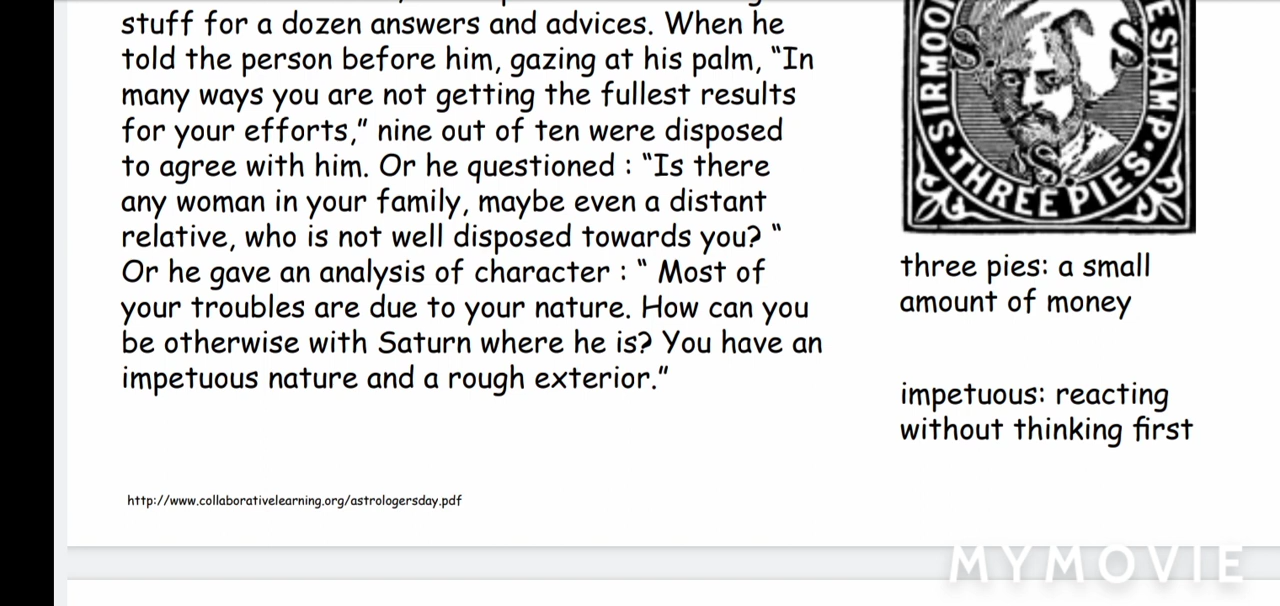 stuff for a dozen answers and advices. When he
told the person before him, gazing at his palm, "In
many ways you are not getting the fullest results
for your efforts," nine out of ten were disposed
to agree with him. Or he questioned : "Is there
any woman in your family, maybe even a distant
relative, who is not well disposed towards you? "
Or he gave an analysis of character : " Most of
your troubles are due to your nature. How can you
be otherwise with Saturn where he is? You have an
impetuous nature and a rough exterior."
http://www.collaborativelearning.org/astrologersday.pdf
S. S.
S.
THREE PIES
three pies: a small
amount of money
impetuous: reacting
without thinking first
MYMOVIE